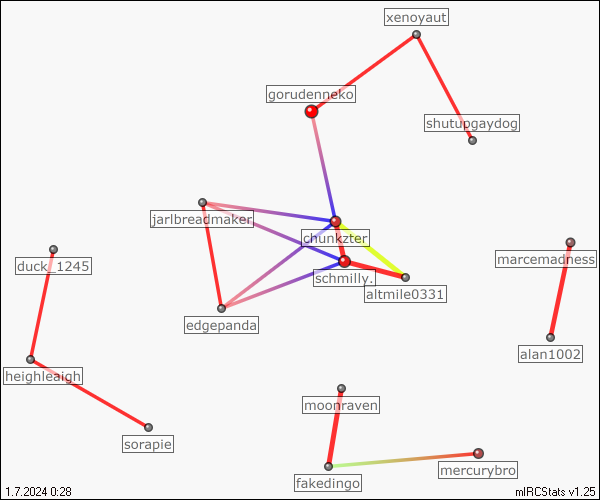 xenoyaut
gorudenneko
shutupgaydog
jarlbreadmaker
chunkzter
marcemadness
duck_1245
schmilly.
altmile0331
edgepanda
alan1002
heighleaigh
moonraven
sorapie
mercurybro
fakedingo
1.7.2024 0:28
mIRCStats v1.25